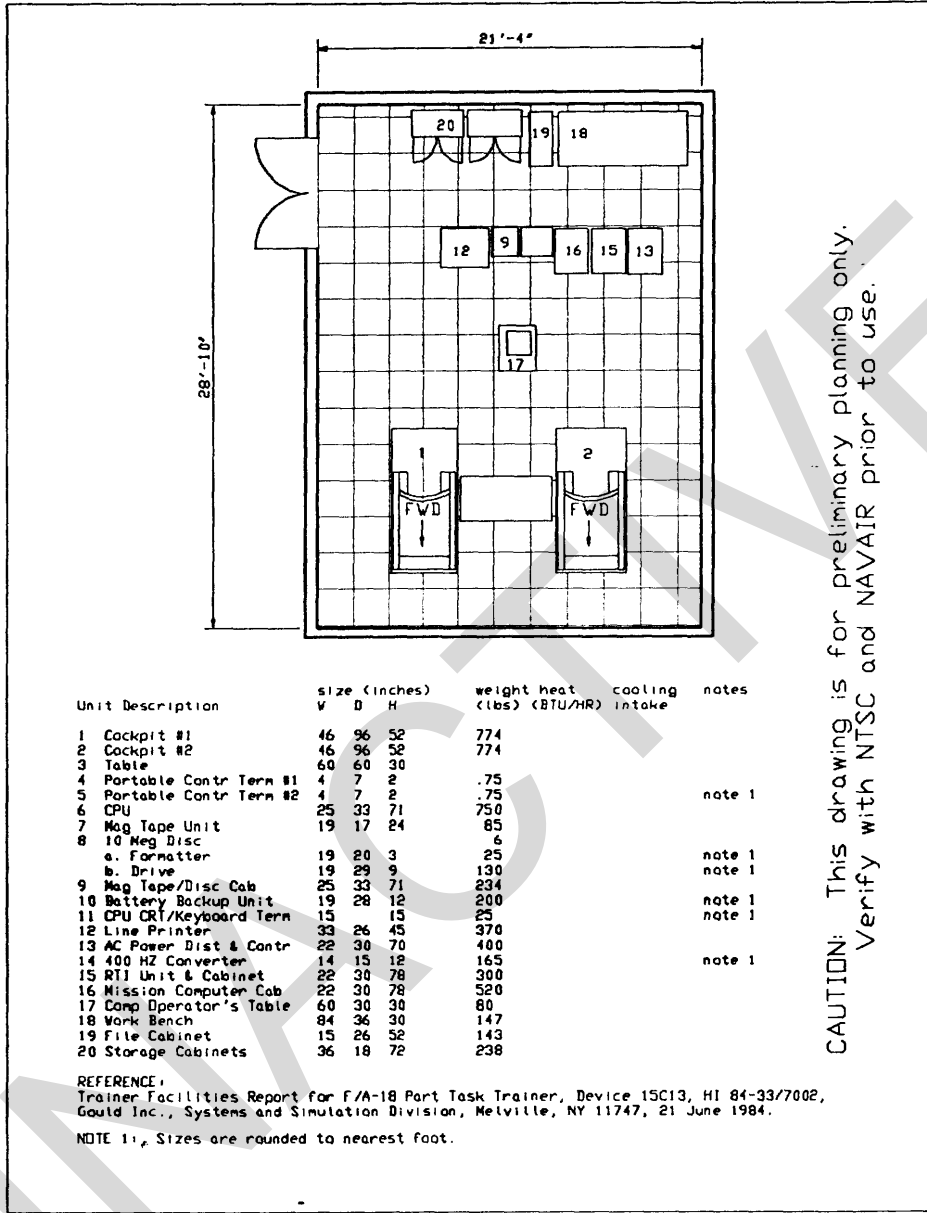 21'-4"
28'-10"
20
19
18
12
9
16
15
13
17
1
2
FWD
FWD
CAUTION: This drawing is for preliminary planning only.
Verify with NTSC and NAVAIR prior to use.
size (inches) weight heat cooling notes
Unit Description W D H (lbs) (BTU/HR) intake
1 Cockpit #1 46 96 52 774
2 Cockpit #2 46 96 52 774
3 Table 60 60 30
4 Portable Contr Term #1 4 7 2 .75
5 Portable Contr Term #2 4 7 2 .75 note 1
6 CPU 25 33 71 750
7 Mag Tape Unit 19 17 24 85
8 10 Meg Disc 6
a. Formatter 19 20 3 25 note 1
b. Drive 19 29 9 130 note 1
9 Mag Tape/Disc Cab 25 33 71 234
10 Battery Backup Unit 19 28 12 200 note 1
11 CPU CRT/Keyboard Term 15 15 25 note 1
12 Line Printer 33 26 45 370
13 AC Power Dist & Contr 22 30 70 400
14 400 HZ Converter 14 15 12 165 note 1
15 RTI Unit & Cabinet 22 30 78 300
16 Mission Computer Cab 22 30 78 520
17 Comp Operator's Table 60 30 30 80
18 Work Bench 84 36 30 147
19 File Cabinet 15 26 52 143
20 Storage Cabinets 36 18 72 238
REFERENCE:
Trainer Facilities Report for F/A-18 Part Task Trainer, Device 15C13, HI 84-33/7002,
Gould Inc., Systems and Simulation Division, Melville, NY 11747, 21 June 1984.
NOTE 1: Sizes are rounded to nearest foot.
INACTIVE